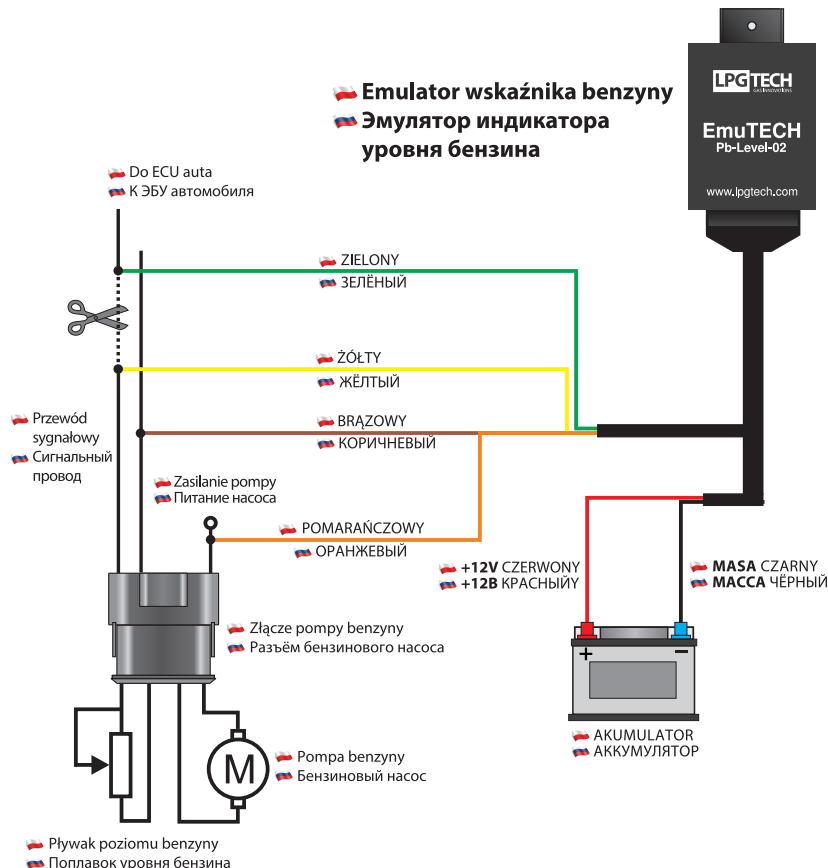 Emulator wskaźnika benzyny
Эмулятор индикатора
уровня бензина
LPGTECH
GAS INNOVATIONS
EmuTECH
Pb-Level-02
www.lpgtech.com
Do ECU auta
К ЭБУ автомобиля
ZIELONY
ЗЕЛЁНЫЙ
ŻÓŁTY
ЖЁЛТЫЙ
BRĄZOWY
КОРИЧНЕВЫЙ
Przewód
sygnałowy
Сигнальный
провод
Zasilanie pompy
Питание насоса
POMARAŃCZOWY
ОРАНЖЕВЫЙ
+12V CZERWONY
+12В КРАСНЫЙУ
MASA CZARNY
МАССА ЧЁРНЫЙ
Złącze pompy benzyny
Разъём бензинового насоса
+
−
AKUMULATOR
АККУМУЛЯТОР
M
Pompa benzyny
Бензиновый насос
Pływak poziomu benzyny
Поплавок уровня бензина